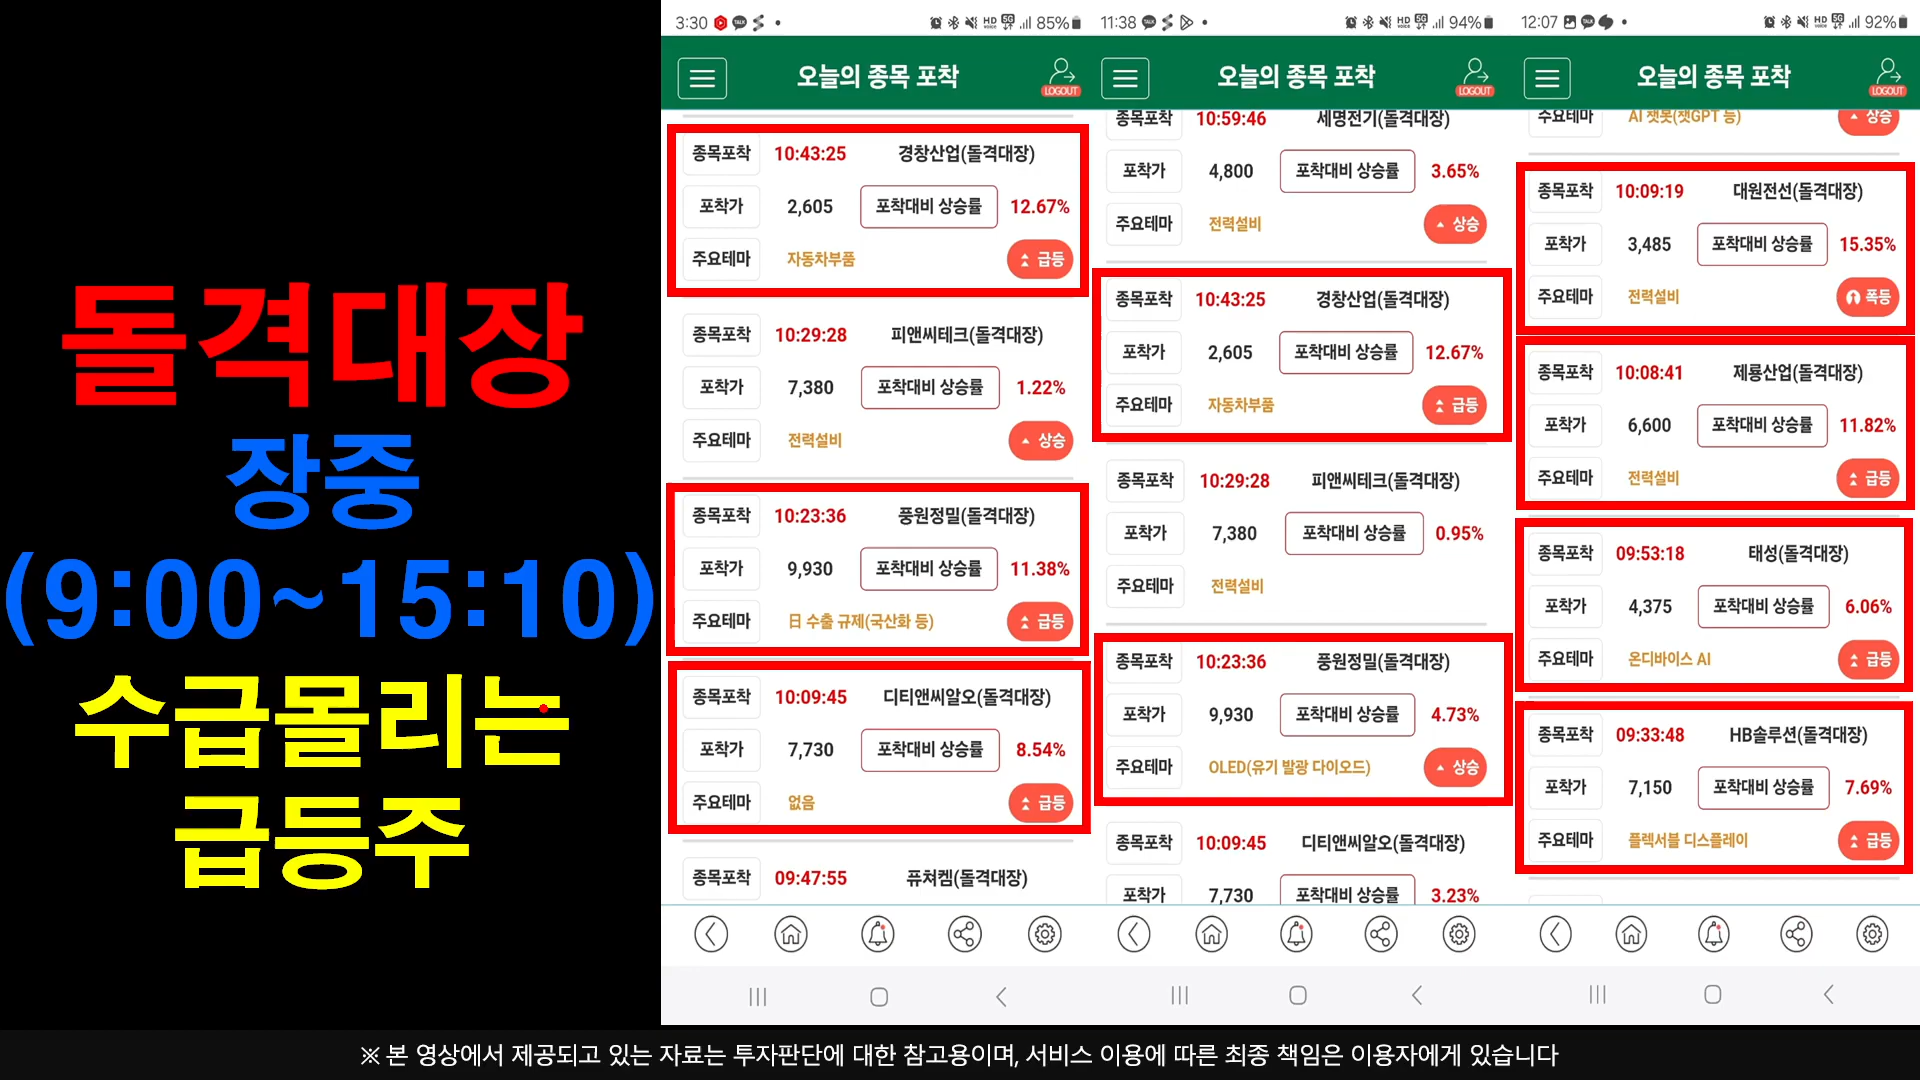 돌격대장
장중
(9:00~15:10)
수급몰리는
급등주
3:30 85%
오늘의 종목 포착
LOGOUT
종목포착 10:43:25 경창산업(돌격대장)
포착가 2,605 포착대비 상승률 12.67%
주요테마 자동차부품 급등
종목포착 10:29:28 피앤씨테크(돌격대장)
포착가 7,380 포착대비 상승률 1.22%
주요테마 전력설비 상승
종목포착 10:23:36 풍원정밀(돌격대장)
포착가 9,930 포착대비 상승률 11.38%
주요테마 日 수출 규제(국산화 등) 급등
종목포착 10:09:45 디티앤씨알오(돌격대장)
포착가 7,730 포착대비 상승률 8.54%
주요테마 없음 급등
종목포착 09:47:55 퓨쳐켐(돌격대장)
11:38 94%
오늘의 종목 포착
LOGOUT
종목포착 10:59:46 세명전기(돌격대장)
포착가 4,800 포착대비 상승률 3.65%
주요테마 전력설비 상승
종목포착 10:43:25 경창산업(돌격대장)
포착가 2,605 포착대비 상승률 12.67%
주요테마 자동차부품 급등
종목포착 10:29:28 피앤씨테크(돌격대장)
포착가 7,380 포착대비 상승률 0.95%
주요테마 전력설비
종목포착 10:23:36 풍원정밀(돌격대장)
포착가 9,930 포착대비 상승률 4.73%
주요테마 OLED(유기 발광 다이오드) 상승
종목포착 10:09:45 디티앤씨알오(돌격대장)
포착가 7,730 포착대비 상승률 3.23%
12:07 92%
오늘의 종목 포착
LOGOUT
주요테마 AI 챗봇(챗GPT 등) 상승
종목포착 10:09:19 대원전선(돌격대장)
포착가 3,485 포착대비 상승률 15.35%
주요테마 전력설비 폭등
종목포착 10:08:41 제룡산업(돌격대장)
포착가 6,600 포착대비 상승률 11.82%
주요테마 전력설비 급등
종목포착 09:53:18 태성(돌격대장)
포착가 4,375 포착대비 상승률 6.06%
주요테마 온디바이스 AI 급등
종목포착 09:33:48 HB솔루션(돌격대장)
포착가 7,150 포착대비 상승률 7.69%
주요테마 플렉서블 디스플레이 급등
※ 본 영상에서 제공되고 있는 자료는 투자판단에 대한 참고용이며, 서비스 이용에 따른 최종 책임은 이용자에게 있습니다